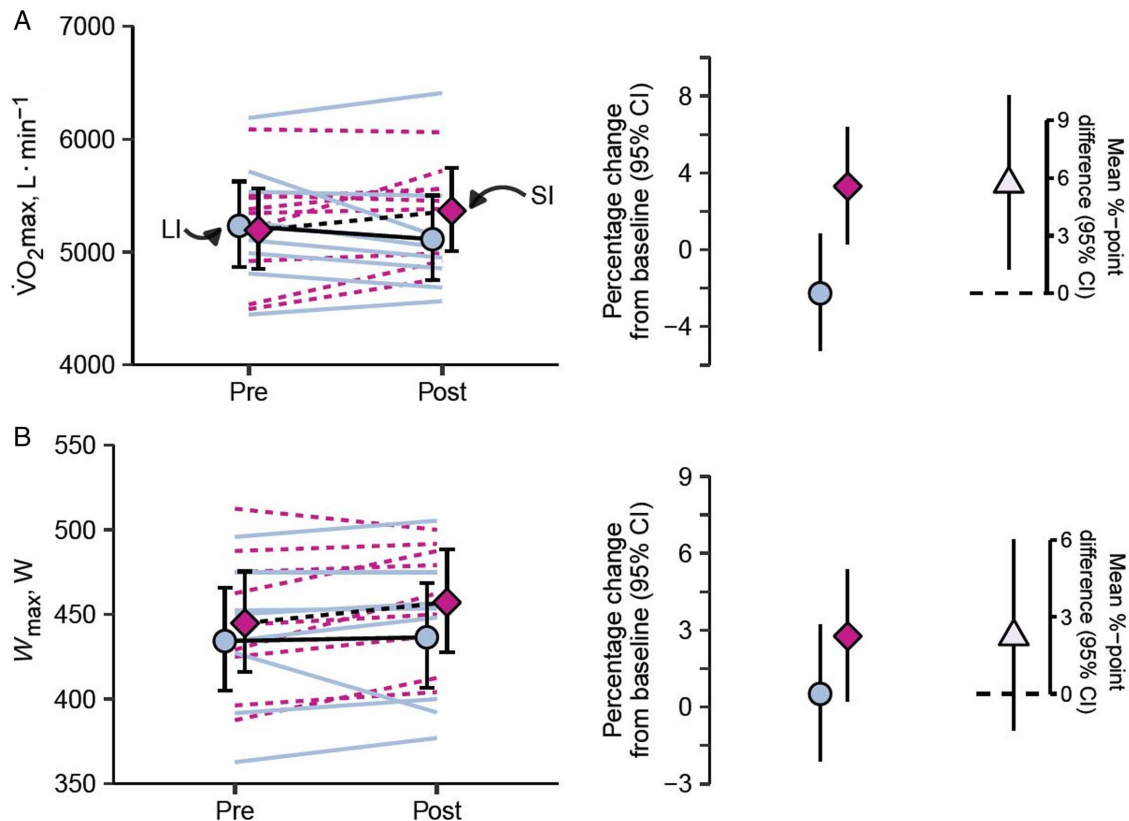 A
7000
6000
5000
4000
V̇O₂max, L · min⁻¹
LI
SI
Pre
Post
Percentage change
from baseline (95% CI)
8
4
0
−4
Mean %−point
difference (95% CI)
9
6
3
0
B
550
500
450
400
350
Wmax, W
Pre
Post
Percentage change
from baseline (95% CI)
9
6
3
0
−3
Mean %−point
difference (95% CI)
6
3
0